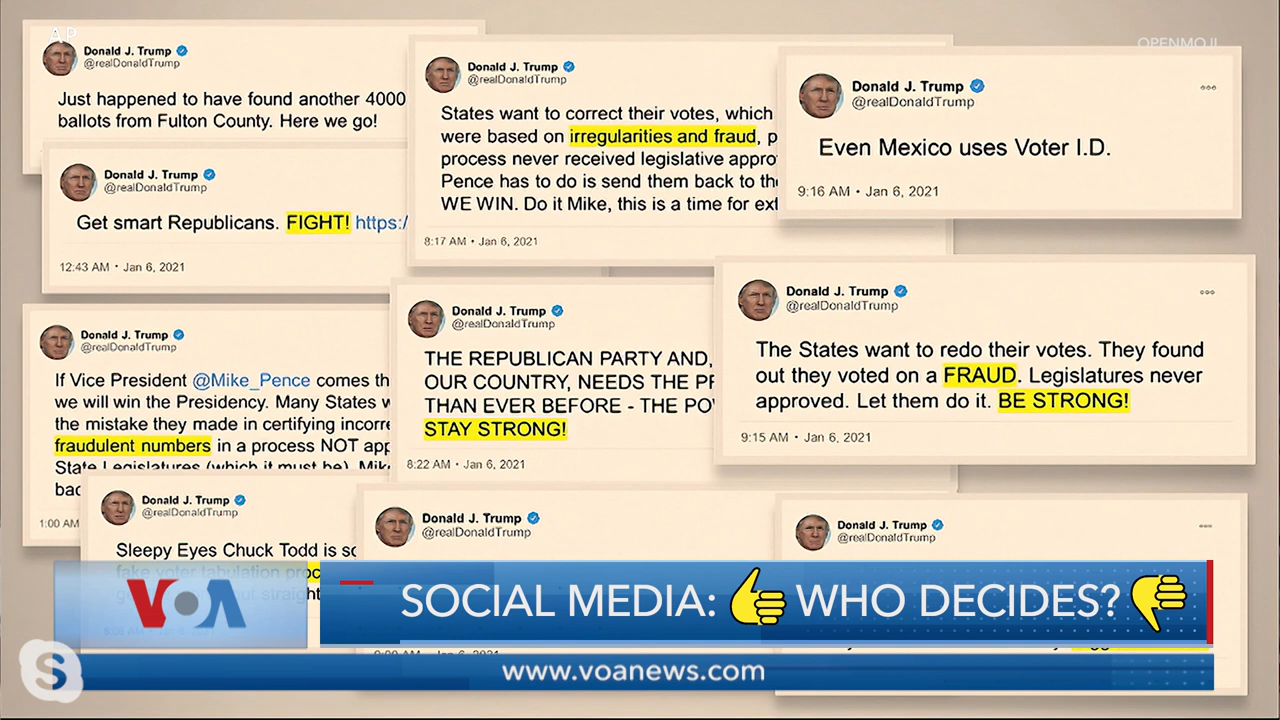 AP
OPENMOJI
Donald J. Trump
@realDonaldTrump
Just happened to have found another 4000
ballots from Fulton County. Here we go!
Donald J. Trump
@realDonaldTrump
Get smart Republicans. FIGHT! https:/
12:43 AM • Jan 6, 2021
Donald J. Trump
@realDonaldTrump
States want to correct their votes, which
were based on irregularities and fraud, p
process never received legislative appro
Pence has to do is send them back to the
WE WIN. Do it Mike, this is a time for ext
8:17 AM • Jan 6, 2021
Donald J. Trump
@realDonaldTrump
Even Mexico uses Voter I.D.
9:16 AM • Jan 6, 2021
Donald J. Trump
@realDonaldTrump
If Vice President @Mike_Pence comes th
we will win the Presidency. Many States w
the mistake they made in certifying incorre
fraudulent numbers in a process NOT app
State Legislatures (which it must be). Mike
bac
1:00 AM
Donald J. Trump
@realDonaldTrump
THE REPUBLICAN PARTY AND,
OUR COUNTRY, NEEDS THE PR
THAN EVER BEFORE - THE POW
STAY STRONG!
8:22 AM • Jan 6, 2021
Donald J. Trump
@realDonaldTrump
The States want to redo their votes. They found
out they voted on a FRAUD. Legislatures never
approved. Let them do it. BE STRONG!
9:15 AM • Jan 6, 2021
Donald J. Trump
@realDonaldTrump
Sleepy Eyes Chuck Todd is so
fake voter tabulation proc
straight
Donald J. Trump
@realDonaldTrump
Donald J. Trump
@realDonaldTrump
VOA
SOCIAL MEDIA: WHO DECIDES?
www.voanews.com
S